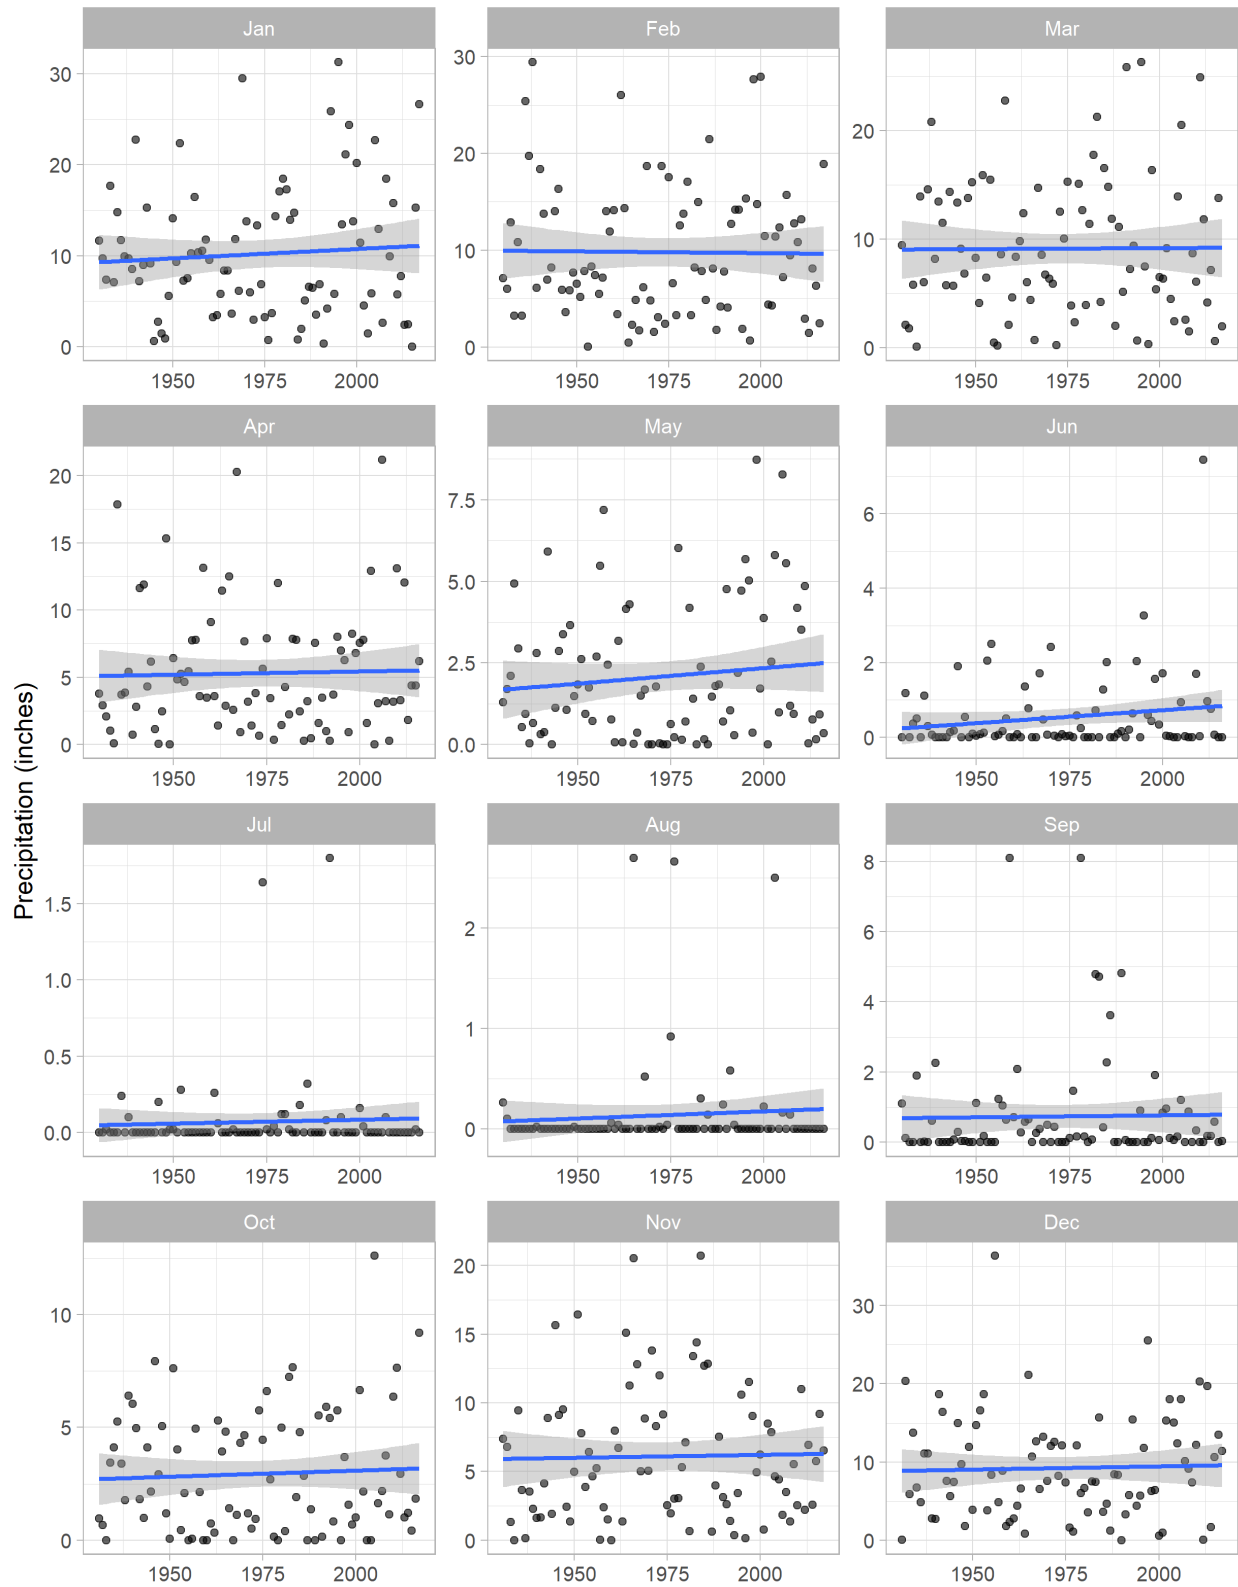 Jan Feb Mar
30 30
20 20 20
10 10 10
0 0 0
1950 1975 2000 1950 1975 2000 1950 1975 2000
Apr May Jun
20 7.5 6
15 5.0 4
10 2.5 2
5 0.0 0
0
1950 1975 2000 1950 1975 2000 1950 1975 2000
Precipitation (inches)
Jul Aug Sep
1.5 2 8
1.0 1 6
0.5 0 4
0.0 2
0
1950 1975 2000 1950 1975 2000 1950 1975 2000
Oct Nov Dec
10 20 30
5 15 20
0 10 10
5 0
0
1950 1975 2000 1950 1975 2000 1950 1975 2000